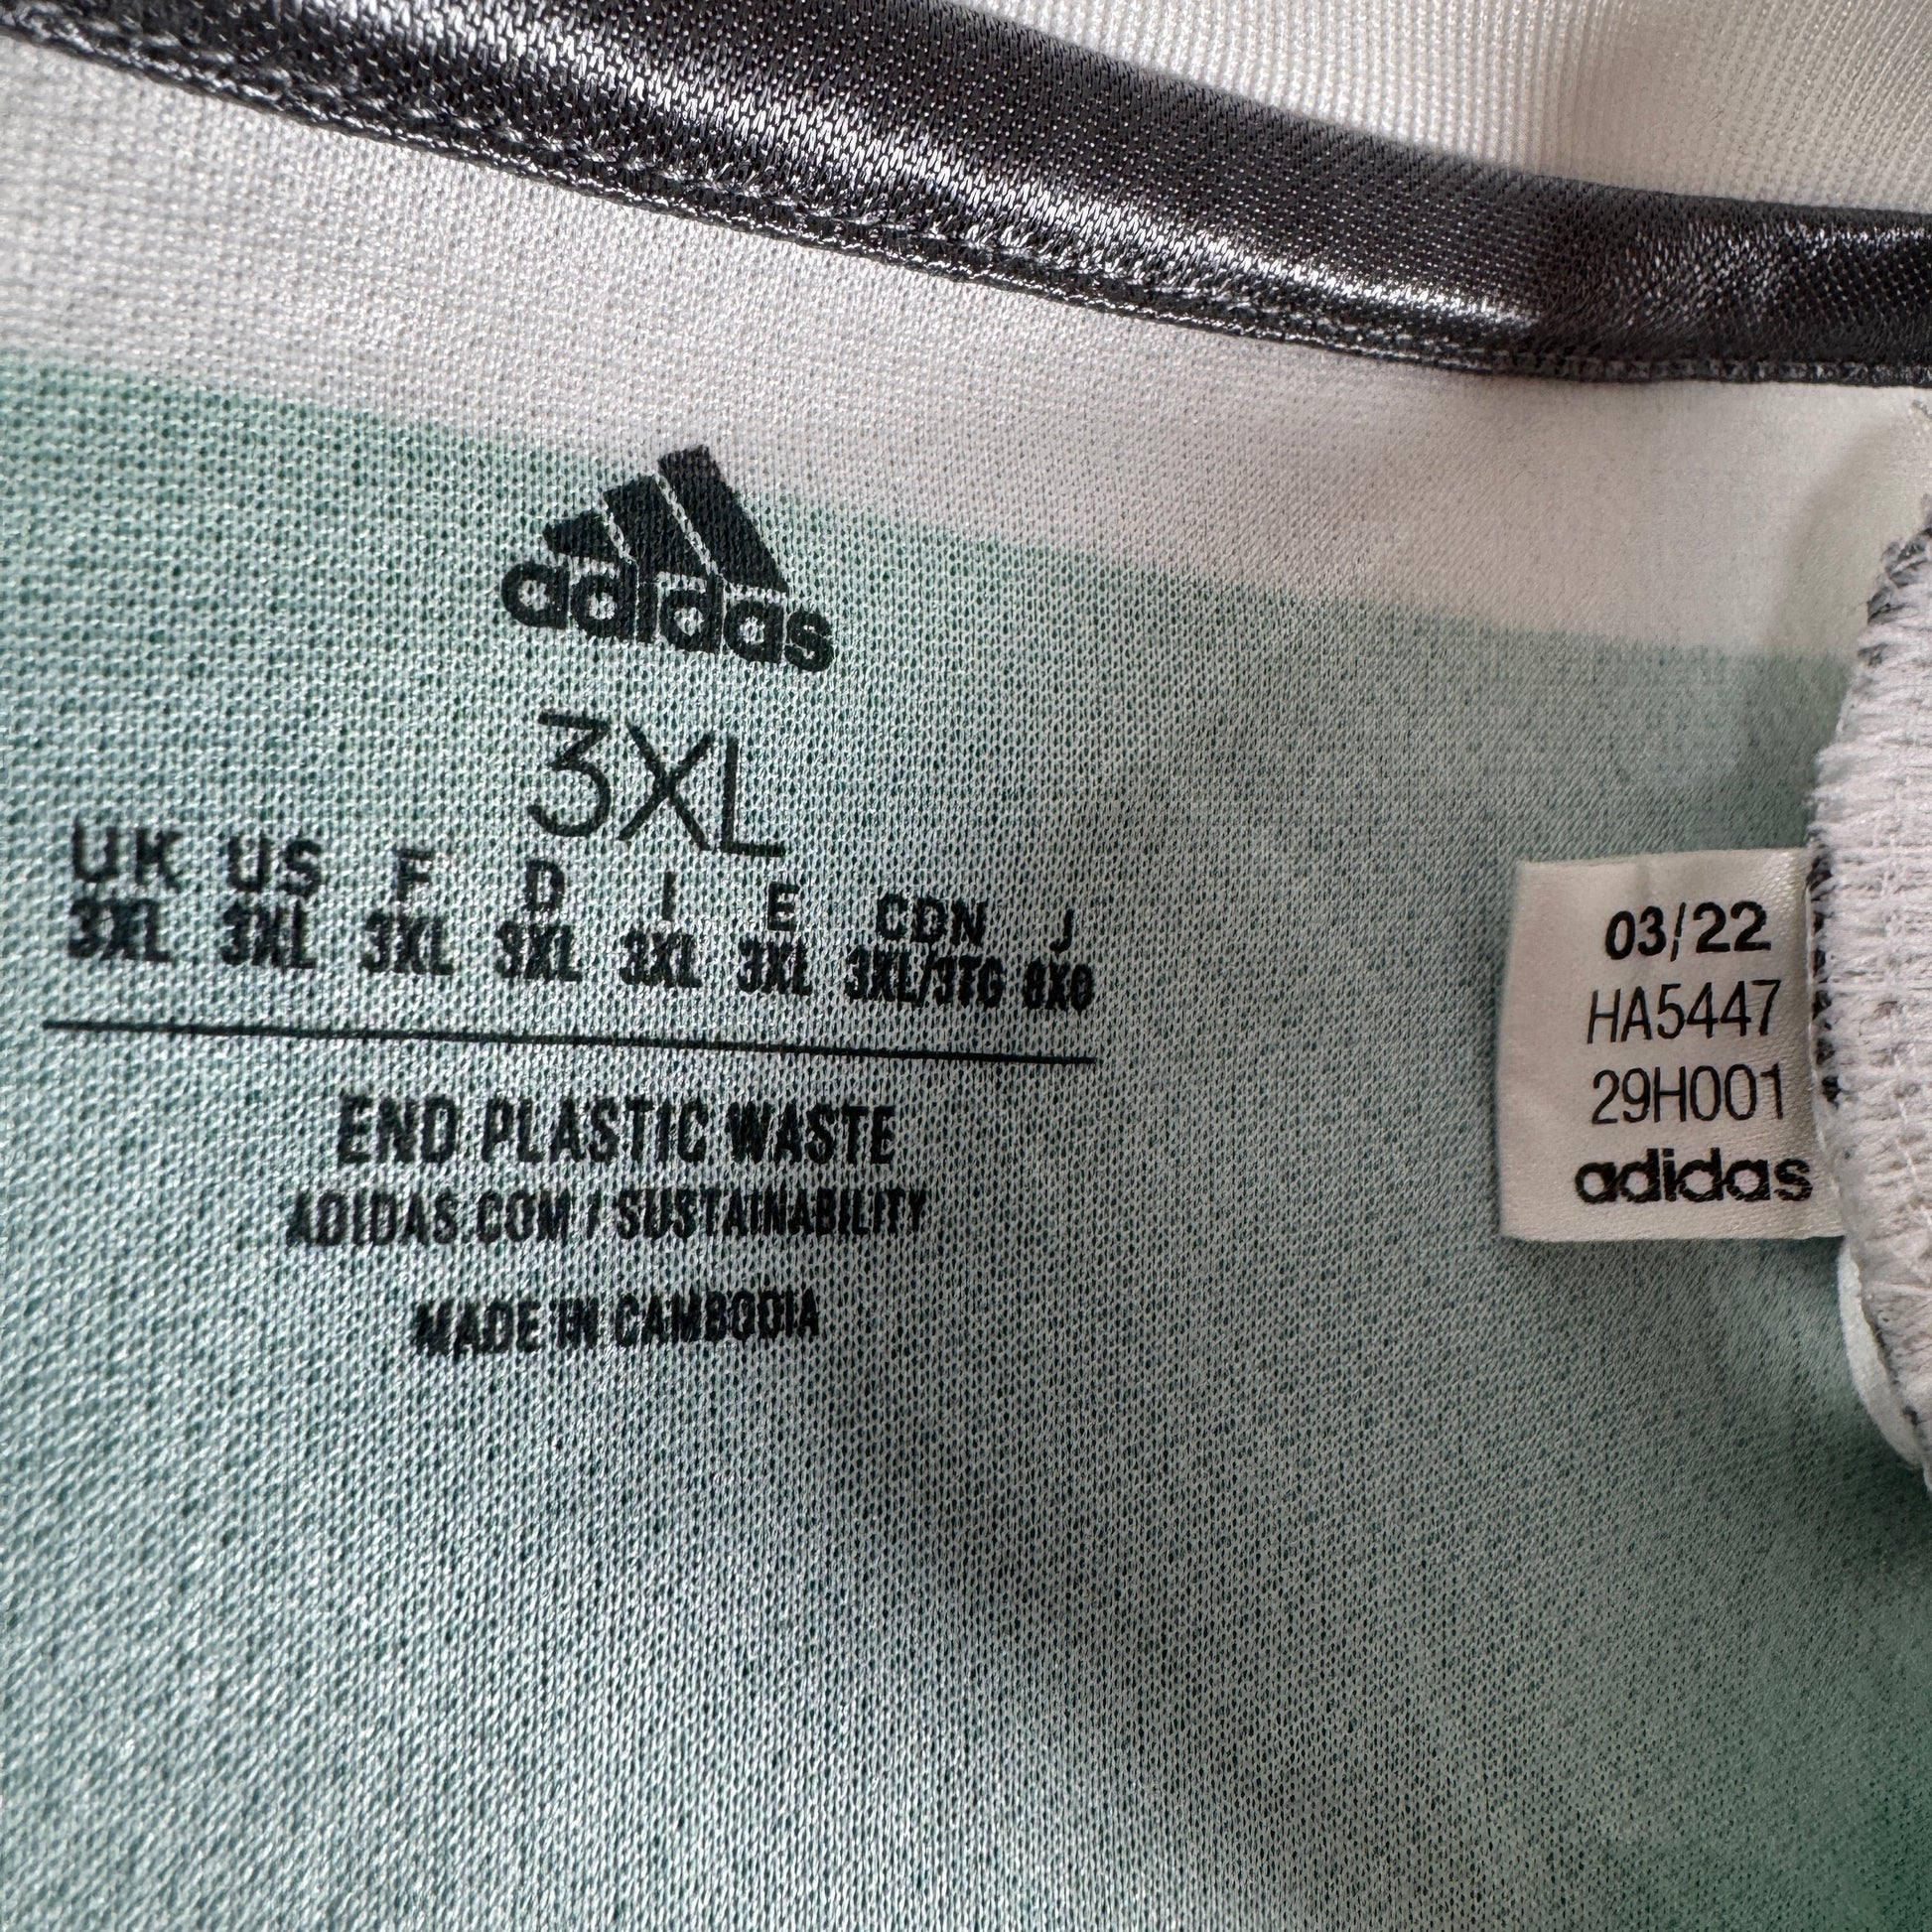 adidas
3XL
UK US F D I E CDN J
3XL 3XL 3XL 3XL 3XL 3XL 3XL/3TG 8XO
END PLASTIC WASTE
ADIDAS.COM / SUSTAINABILITY
MADE IN CAMBODIA
03/22
HA5447
29H001
adidas